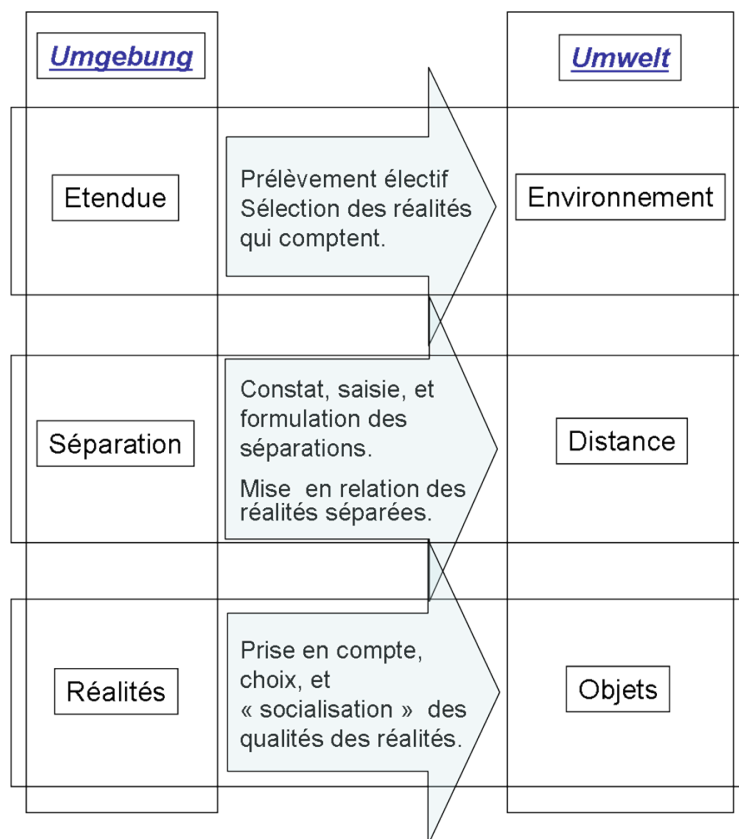 Umgebung
Umwelt
Etendue
Prélèvement électif
Sélection des réalités
qui comptent.
Environnement
Séparation
Constat, saisie, et
formulation des
séparations.
Mise en relation des
réalités séparées.
Distance
Réalités
Prise en compte,
choix, et
« socialisation » des
qualités des réalités.
Objets